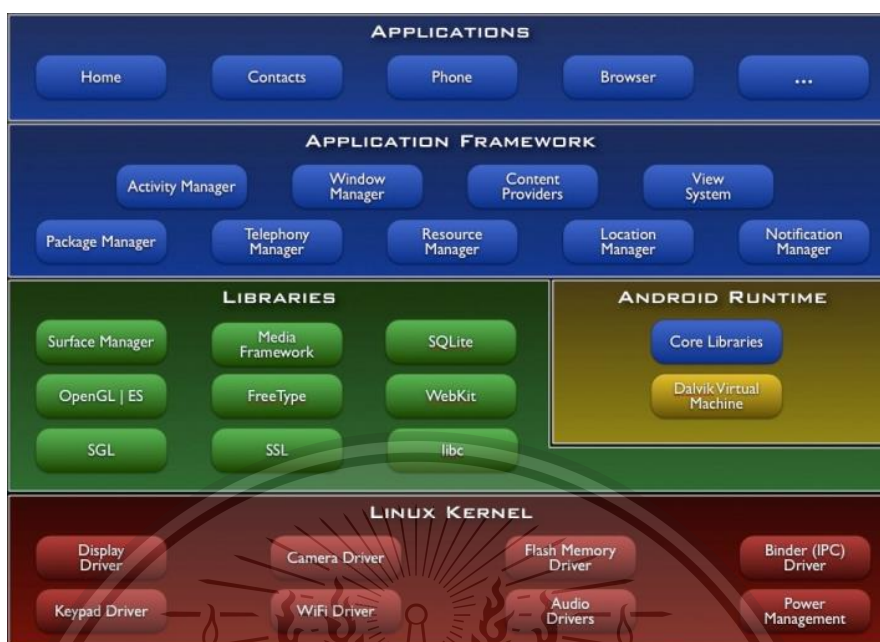 APPLICATIONS
Home
Contacts
Phone
Browser
...
APPLICATION FRAMEWORK
Activity Manager
Window
Manager
Content
Providers
View
System
Package Manager
Telephony
Manager
Resource
Manager
Location
Manager
Notification
Manager
LIBRARIES
Surface Manager
Media
Framework
SQLite
OpenGL | ES
FreeType
WebKit
SGL
SSL
libc
ANDROID RUNTIME
Core Libraries
Dalvik Virtual
Machine
LINUX KERNEL
Display
Driver
Camera Driver
Flash Memory
Driver
Binder (IPC)
Driver
Keypad Driver
WiFi Driver
Audio
Drivers
Power
Management